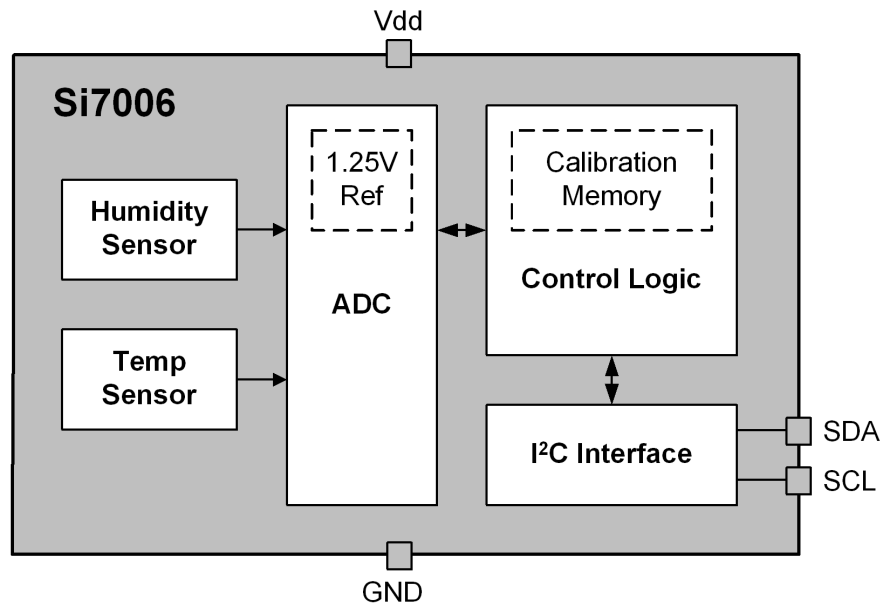 Vdd
Si7006
1.25V
Ref
Calibration
Memory
Humidity
Sensor
Control Logic
ADC
Temp
Sensor
I²C Interface
SDA
SCL
GND